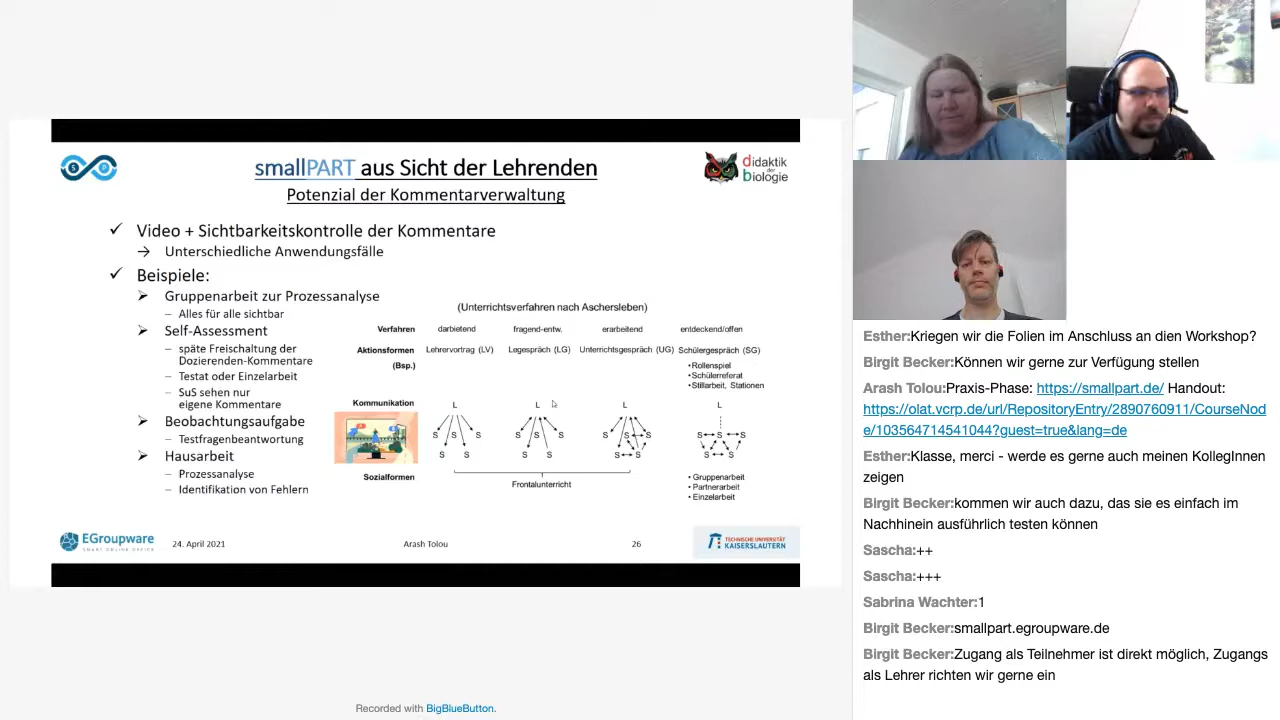 S P
smallPART aus Sicht der Lehrenden
Potenzial der Kommentarverwaltung
didaktik
der
biologie
✓ Video + Sichtbarkeitskontrolle der Kommentare
→ Unterschiedliche Anwendungsfälle
✓ Beispiele:
➢ Gruppenarbeit zur Prozessanalyse
– Alles für alle sichtbar
➢ Self-Assessment
– späte Freischaltung der
Dozierenden-Kommentare
– Testat oder Einzelarbeit
– SuS sehen nur
eigene Kommentare
➢ Beobachtungsaufgabe
– Testfragenbeantwortung
➢ Hausarbeit
– Prozessanalyse
– Identifikation von Fehlern
(Unterrichtsverfahren nach Aschersleben)
Verfahren darbietend fragend-entw. erarbeitend entdeckend/offen
Aktionsformen Lehrervortrag (LV) Legespräch (LG) Unterrichtsgespräch (UG) Schülergespräch (SG)
(Bsp.) • Rollenspiel
• Schülerreferat
• Stillarbeit, Stationen
Kommunikation L L L L
S S S S S S S S S S S S
S S S S S S S S
Sozialformen
Frontalunterricht
• Gruppenarbeit
• Partnerarbeit
• Einzelarbeit
EGroupware
SMART ONLINE OFFICE
24. April 2021
Arash Tolou
26
TECHNISCHE UNIVERSITÄT
KAISERSLAUTERN
Recorded with BigBlueButton.
Esther:Kriegen wir die Folien im Anschluss an dien Workshop?
Birgit Becker:Können wir gerne zur Verfügung stellen
Arash Tolou:Praxis-Phase: https://smallpart.de/ Handout:
https://olat.vcrp.de/url/RepositoryEntry/2890760911/CourseNod
e/103564714541044?guest=true&lang=de
Esther:Klasse, merci - werde es gerne auch meinen KollegInnen
zeigen
Birgit Becker:kommen wir auch dazu, das sie es einfach im
Nachhinein ausführlich testen können
Sascha:++
Sascha:+++
Sabrina Wachter:1
Birgit Becker:smallpart.egroupware.de
Birgit Becker:Zugang als Teilnehmer ist direkt möglich, Zugangs
als Lehrer richten wir gerne ein